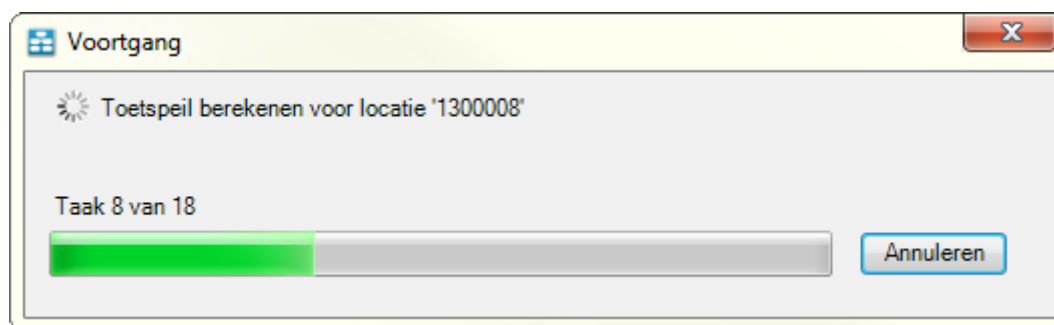 Voortgang
Toetspeil berekenen voor locatie '1300008'
Taak 8 van 18
Annuleren